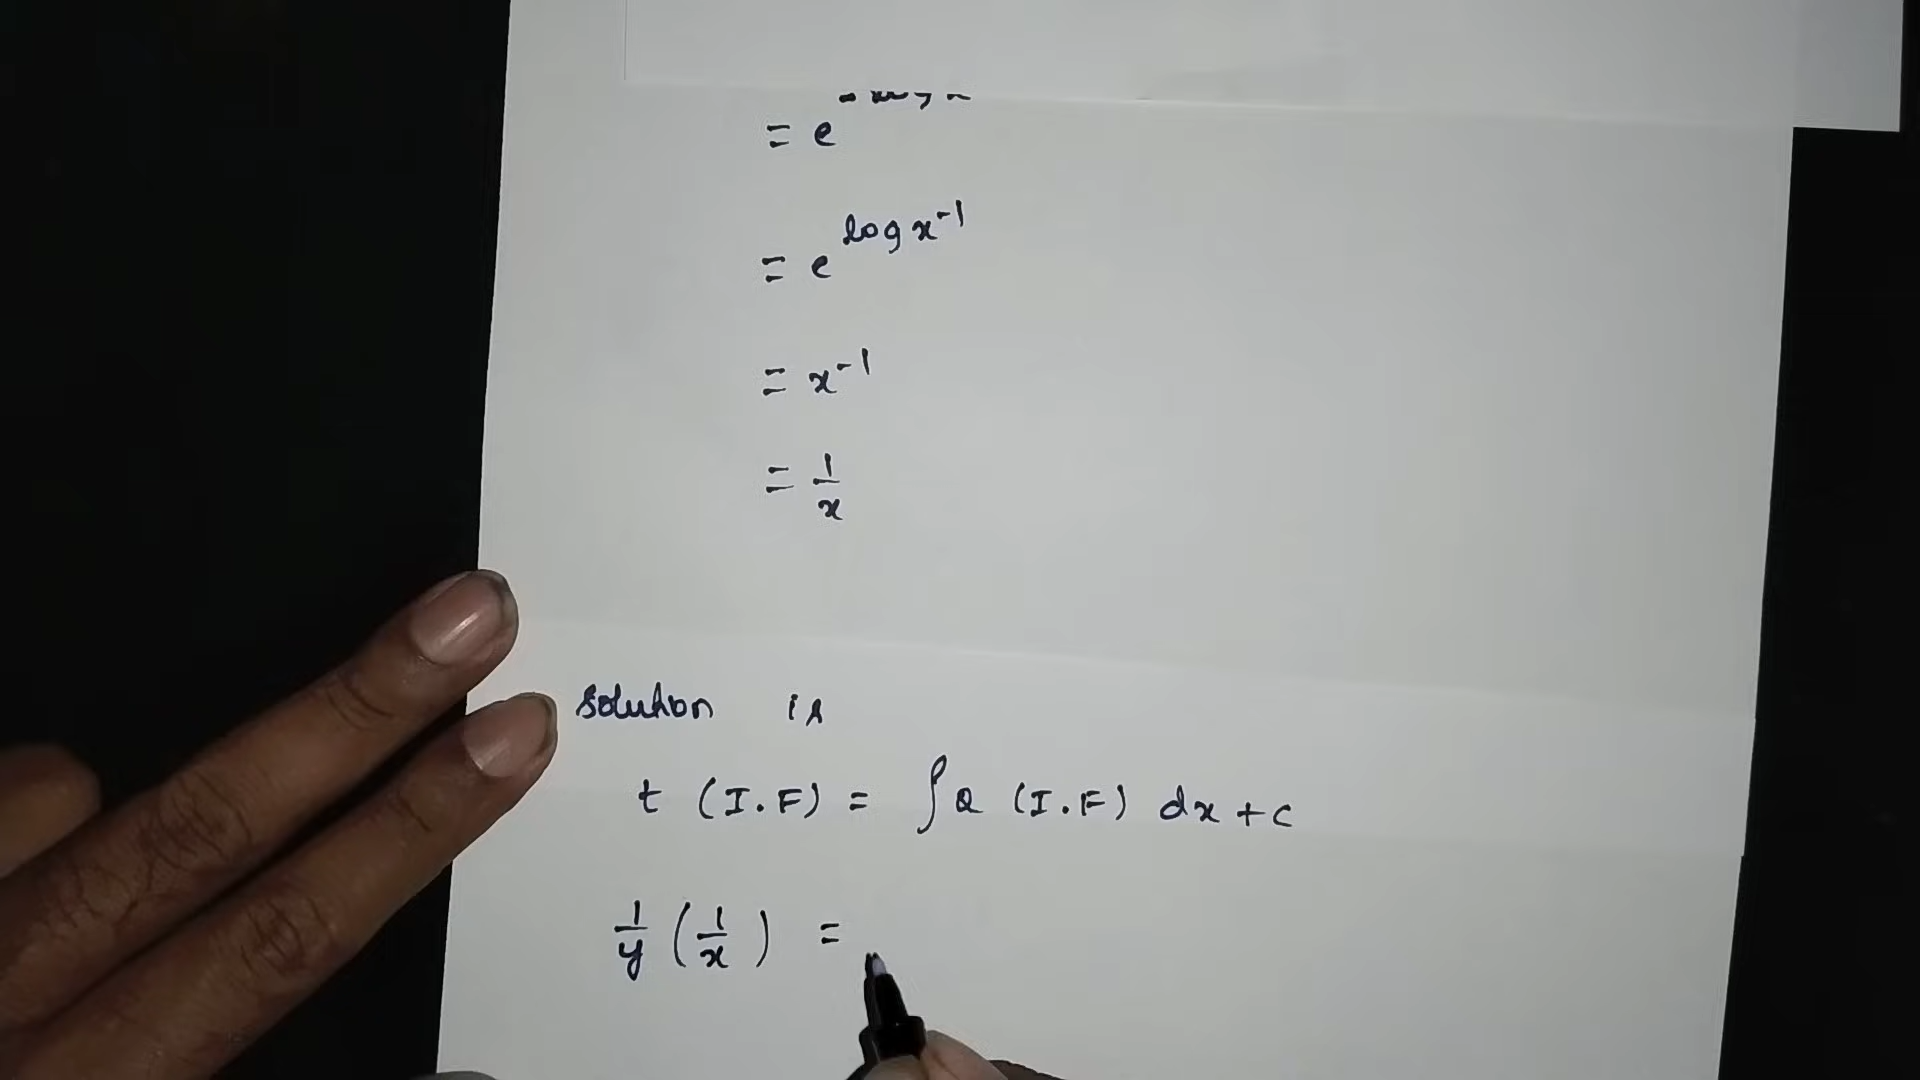 = e
= e^{log x^{-1}}
= x^{-1}
= 1/x
solution is
t (I.F) = ∫Q (I.F) dx + c
1/y (1/x) =